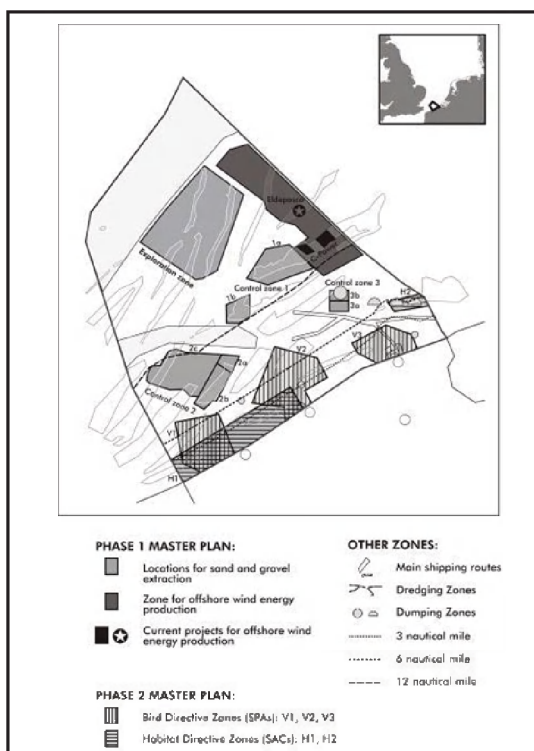 Eldepasco
1a
C-Power
Exploration zone
Control zone 1
Control zone 3
H2
3b
3a
1b
V3
V2
2c
2a
Control zone 2
2b
V1
H1
PHASE 1 MASTER PLAN:
Locations for sand and gravel
extraction
Zone for offshore wind energy
production
Current projects for offshore wind
energy production
OTHER ZONES:
Main shipping routes
Dredging Zones
Dumping Zones
3 nautical mile
6 nautical mile
12 nautical mile
PHASE 2 MASTER PLAN:
Bird Directive Zones (SPAs): V1, V2, V3
Habitat Directive Zones (SACs): H1, H2